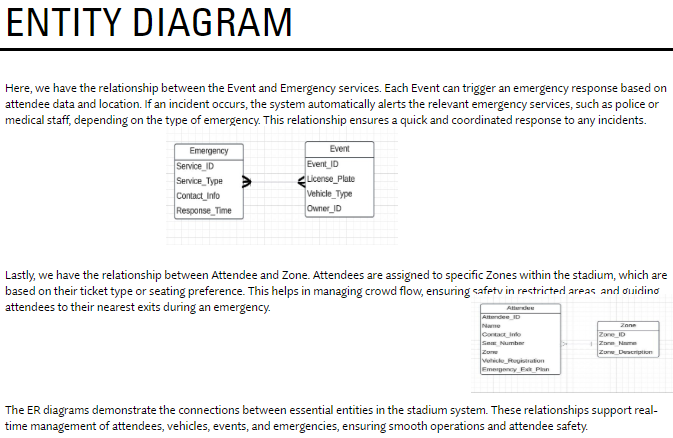 ENTITY DIAGRAM
Here, we have the relationship between the Event and Emergency services. Each Event can trigger an emergency response based on
attendee data and location. If an incident occurs, the system automatically alerts the relevant emergency services, such as police or
medical staff, depending on the type of emergency. This relationship ensures a quick and coordinated response to any incidents.
Emergency
Service_ID
Service_Type
Contact_Info
Response_Time
Event
Event_ID
License_Plate
Vehicle_Type
Owner_ID
Lastly, we have the relationship between Attendee and Zone. Attendees are assigned to specific Zones within the stadium, which are
based on their ticket type or seating preference. This helps in managing crowd flow, ensuring safety in restricted areas, and guiding
attendees to their nearest exits during an emergency.
Attendee
Attendee_ID
Name
Contact_Info
Seat_Number
Zone
Vehicle_Registration
Emergency_Exit_Plan
Zone
Zone_ID
Zone_Name
Zone_Description
The ER diagrams demonstrate the connections between essential entities in the stadium system. These relationships support real-
time management of attendees, vehicles, events, and emergencies, ensuring smooth operations and attendee safety.